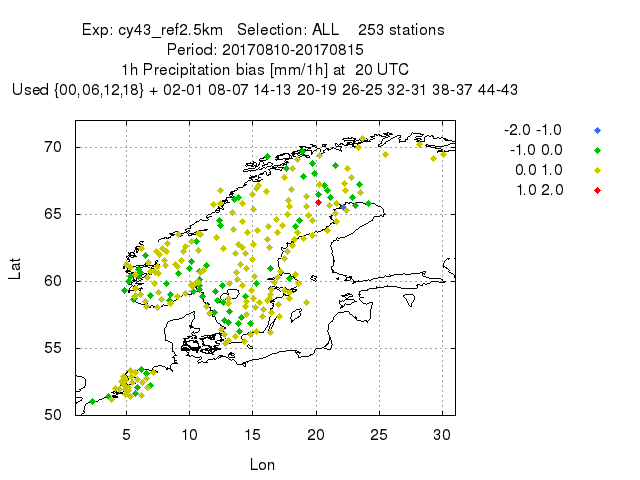 Exp: cy43_ref2.5km Selection: ALL 253 stations
Period: 20170810-20170815
1h Precipitation bias [mm/1h] at 20 UTC
Used {00,06,12,18} + 02-01 08-07 14-13 20-19 26-25 32-31 38-37 44-43
-2.0 -1.0
-1.0 0.0
0.0 1.0
1.0 2.0
70
65
60
55
50
Lat
5 10 15 20 25 30
Lon